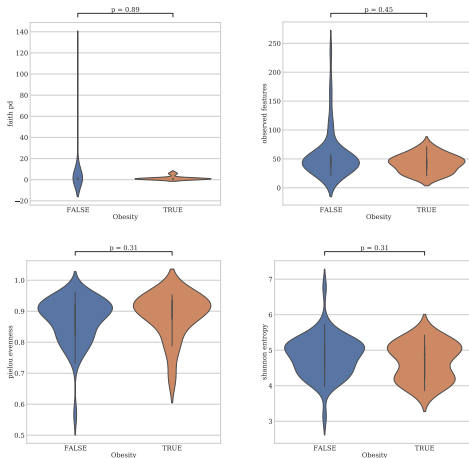 p = 0.89
140
120
100
80
60
40
20
0
−20
faith pd
FALSE TRUE
Obesity
p = 0.45
250
200
150
100
50
0
observed features
FALSE TRUE
Obesity
p = 0.31
1.0
0.9
0.8
0.7
0.6
0.5
pielou evenness
FALSE TRUE
Obesity
p = 0.31
7
6
5
4
3
shannon entropy
FALSE TRUE
Obesity